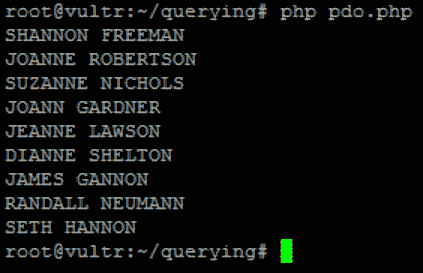 root@vultr:~/querying# php pdo.php
SHANNON FREEMAN
JOANNE ROBERTSON
SUZANNE NICHOLS
JOANN GARDNER
JEANNE LAWSON
DIANNE SHELTON
JAMES GANNON
RANDALL NEUMANN
SETH HANNON
root@vultr:~/querying#